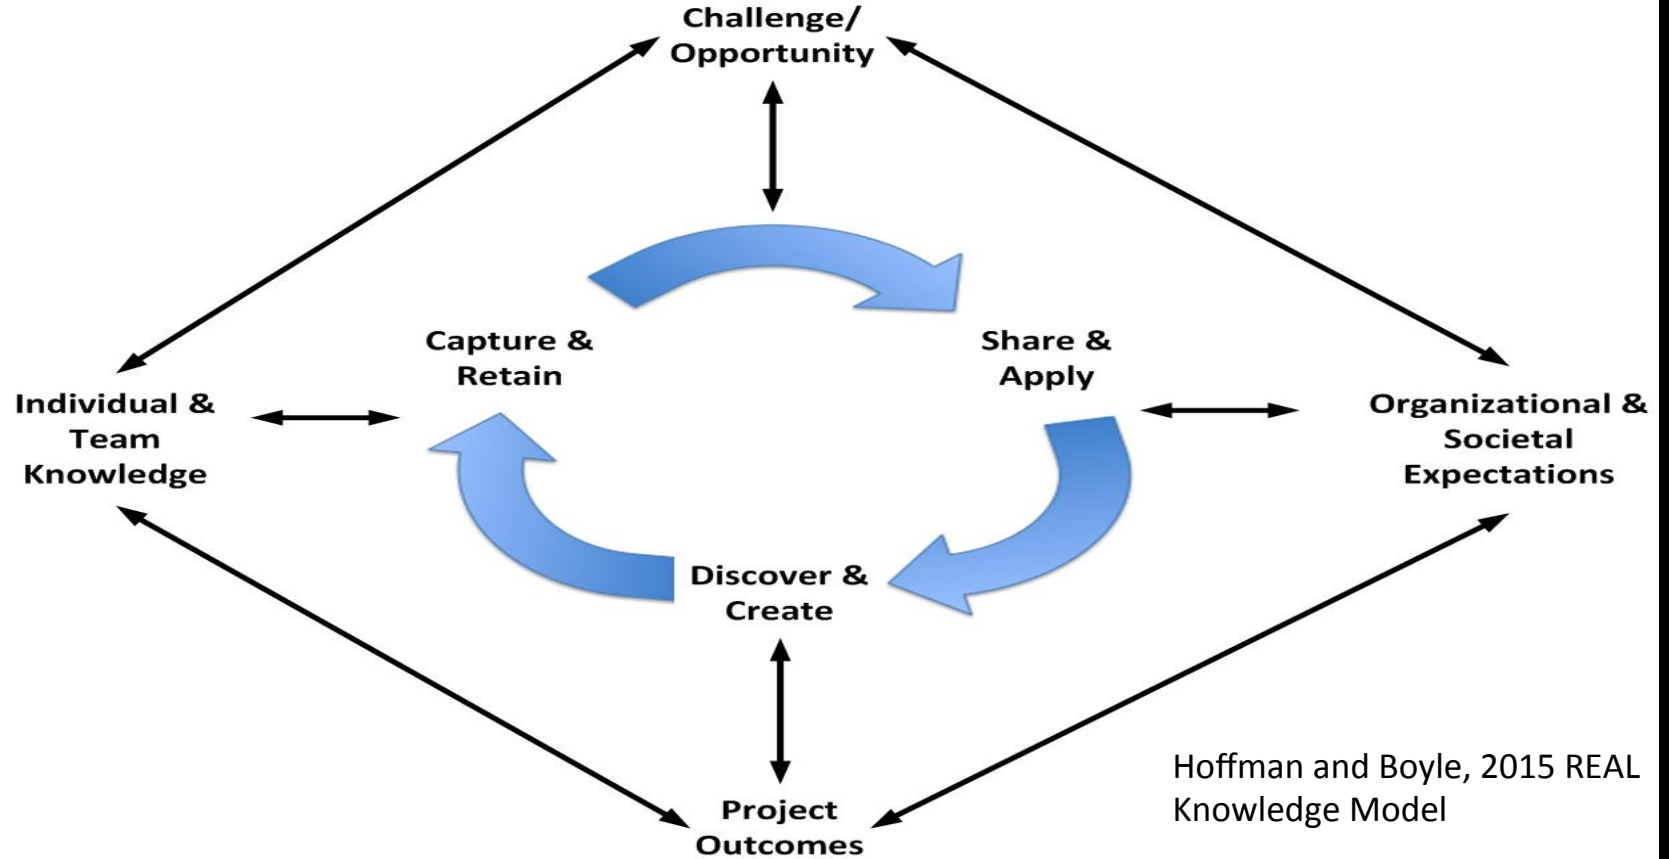 Challenge/
Opportunity
Capture &
Retain
Share &
Apply
Individual &
Team
Knowledge
Organizational &
Societal
Expectations
Discover &
Create
Project
Outcomes
Hoffman and Boyle, 2015 REAL
Knowledge Model